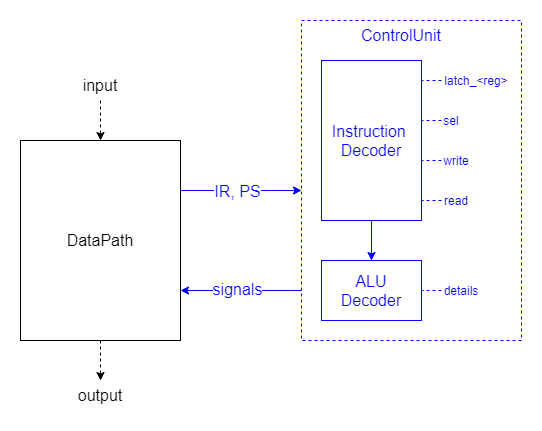 ControlUnit
input
latch_<reg>
sel
Instruction
Decoder
write
IR, PS
read
DataPath
ALU
Decoder
signals
details
output